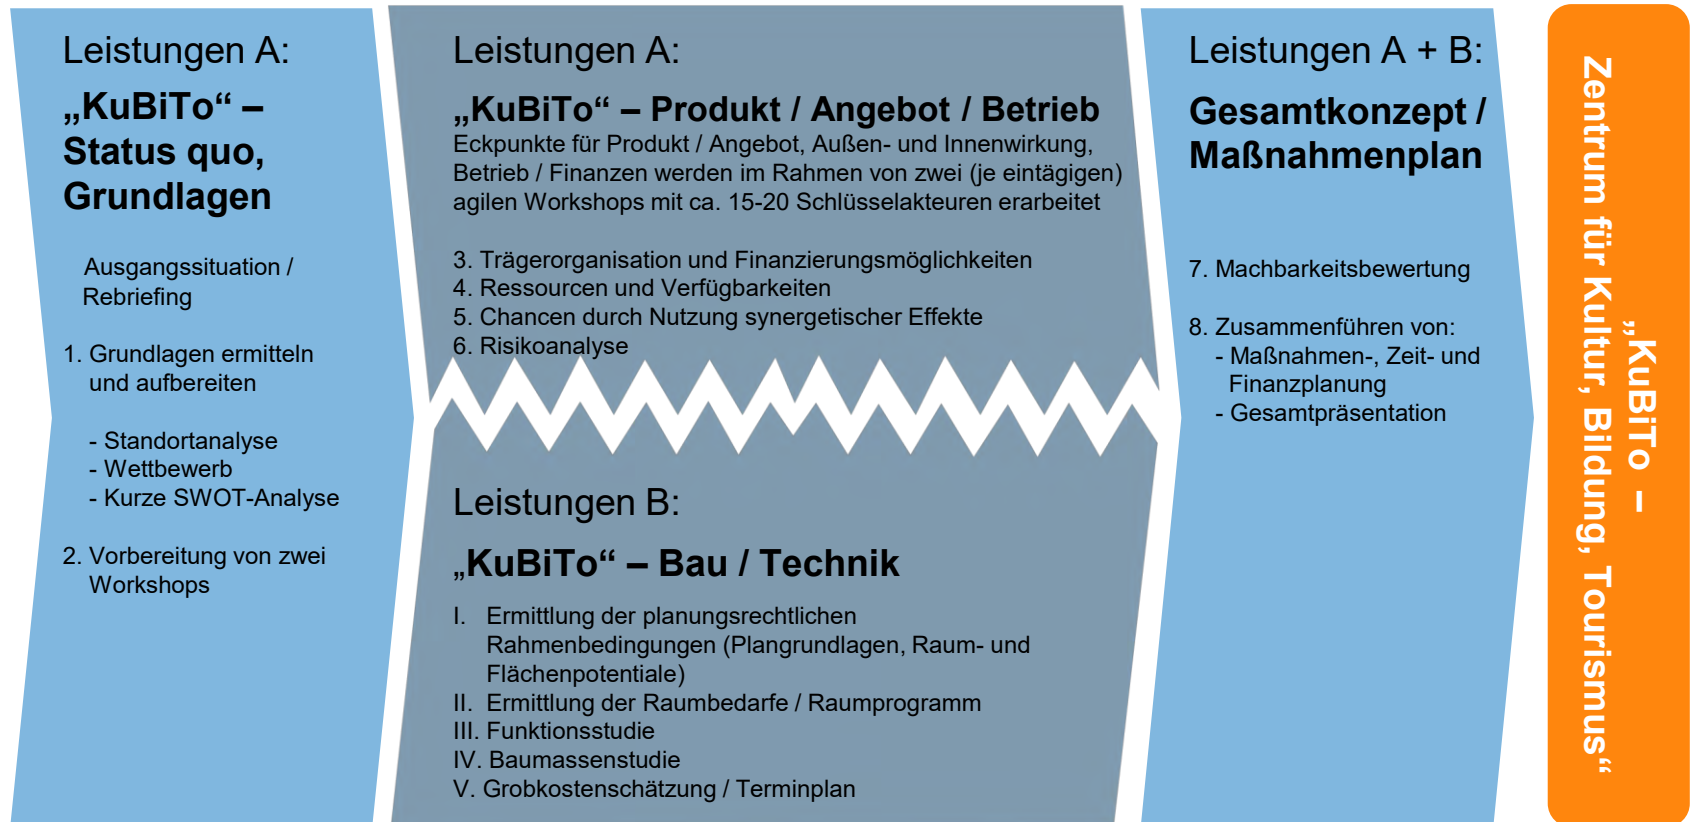 Leistungen A:
„KuBiTo“ –
Status quo,
Grundlagen
Ausgangssituation /
Rebriefing
1. Grundlagen ermitteln
und aufbereiten
- Standortanalyse
- Wettbewerb
- Kurze SWOT-Analyse
2. Vorbereitung von zwei
Workshops
Leistungen A:
„KuBiTo“ – Produkt / Angebot / Betrieb
Eckpunkte für Produkt / Angebot, Außen- und Innenwirkung,
Betrieb / Finanzen werden im Rahmen von zwei (je eintägigen)
agilen Workshops mit ca. 15-20 Schlüsselakteuren erarbeitet
3. Trägerorganisation und Finanzierungsmöglichkeiten
4. Ressourcen und Verfügbarkeiten
5. Chancen durch Nutzung synergetischer Effekte
6. Risikoanalyse
Leistungen B:
„KuBiTo“ – Bau / Technik
I. Ermittlung der planungsrechtlichen
Rahmenbedingungen (Plangrundlagen, Raum- und
Flächenpotentiale)
II. Ermittlung der Raumbedarfe / Raumprogramm
III. Funktionsstudie
IV. Baumassenstudie
V. Grobkostenschätzung / Terminplan
Leistungen A + B:
Gesamtkonzept /
Maßnahmenplan
7. Machbarkeitsbewertung
8. Zusammenführen von:
- Maßnahmen-, Zeit- und
Finanzplanung
- Gesamtpräsentation
„KuBiTo –
Zentrum für Kultur, Bildung, Tourismus“